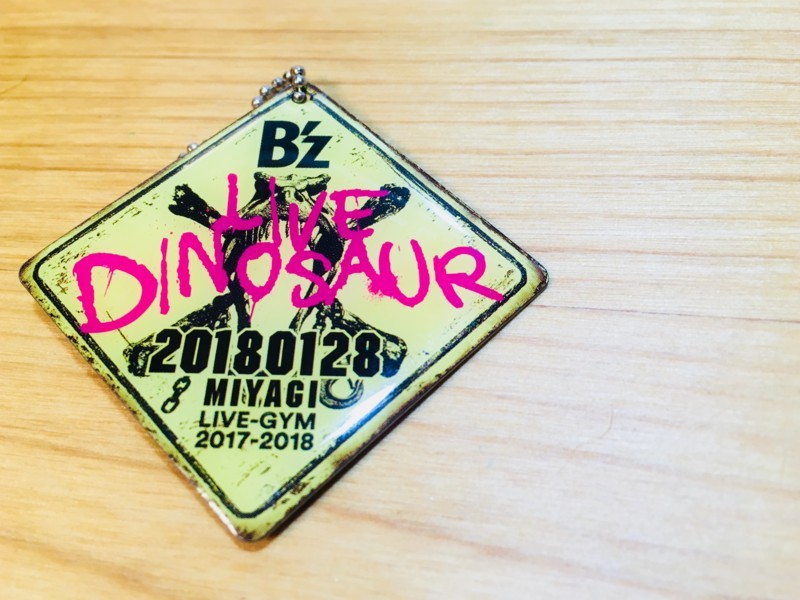 B'z
LIVE
DINOSAUR
20180128
MIYAGI
LIVE-GYM
2017-2018